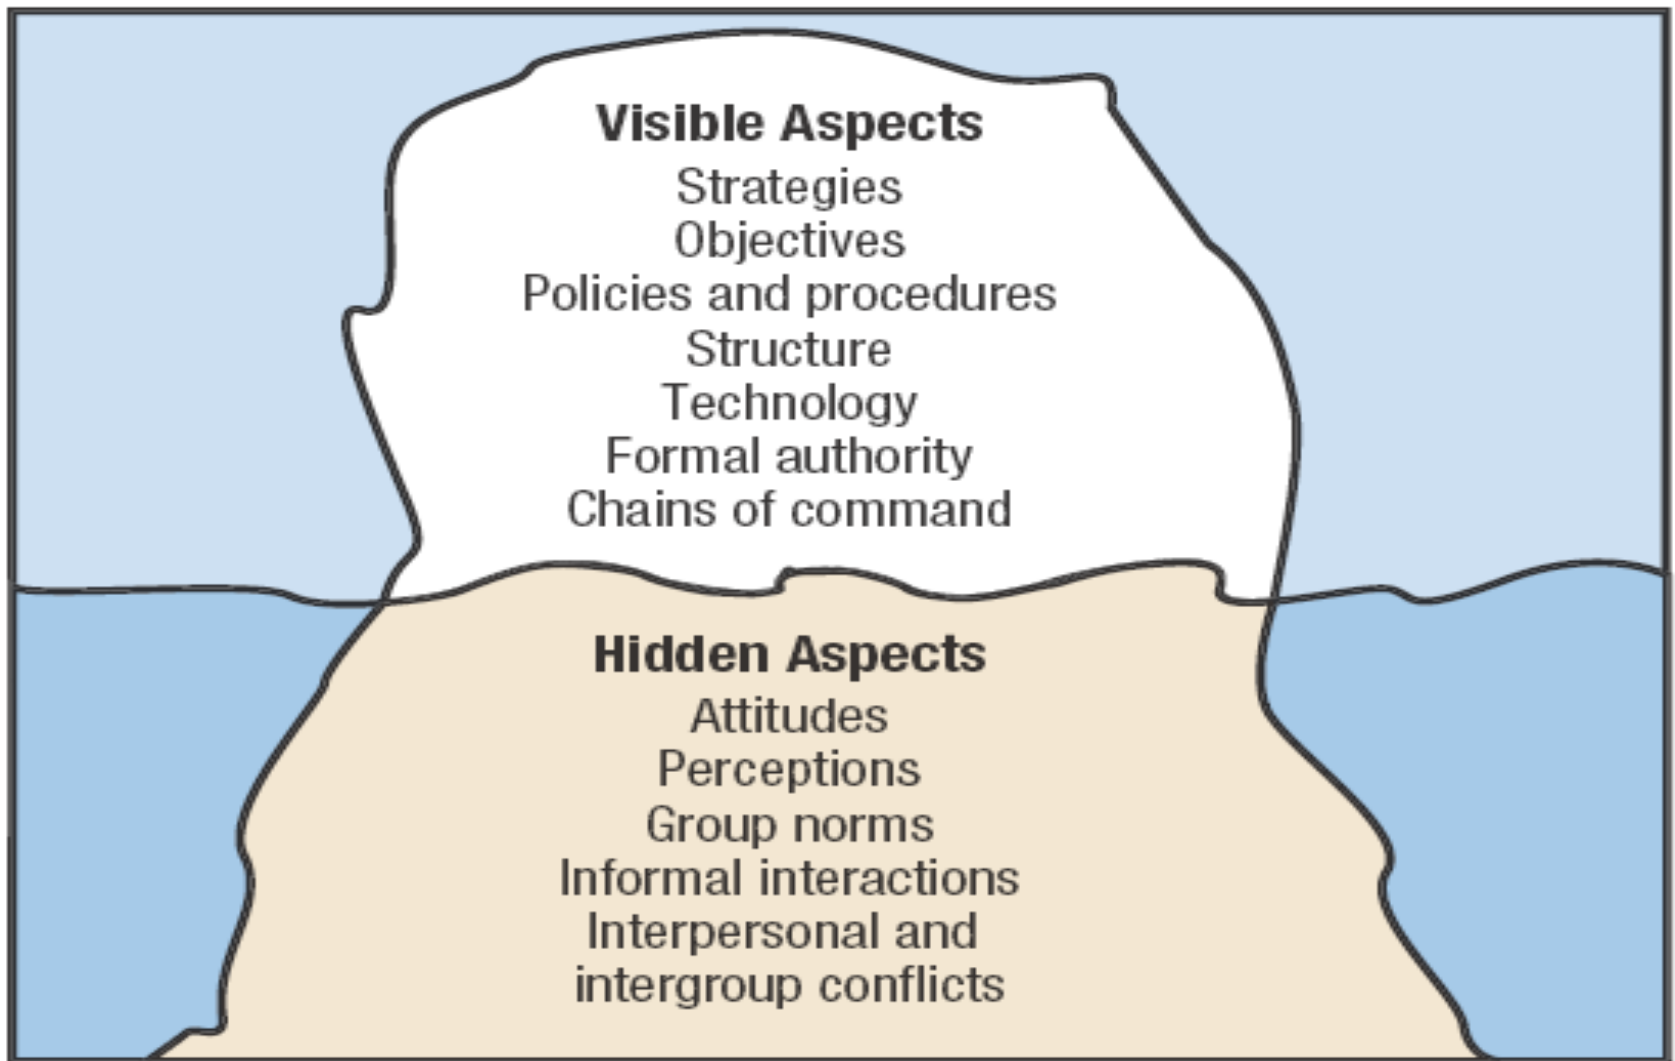 Visible Aspects
Strategies
Objectives
Policies and procedures
Structure
Technology
Formal authority
Chains of command
Hidden Aspects
Attitudes
Perceptions
Group norms
Informal interactions
Interpersonal and
intergroup conflicts